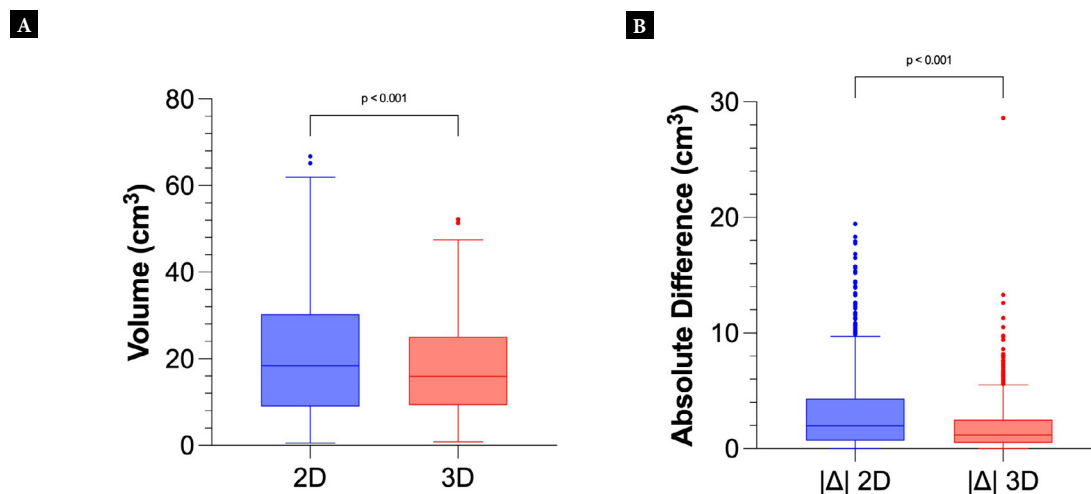 A
p < 0.001
Volume (cm³)
80
60
40
20
0
2D 3D
B
p < 0.001
Absolute Difference (cm³)
30
20
10
0
|Δ| 2D |Δ| 3D